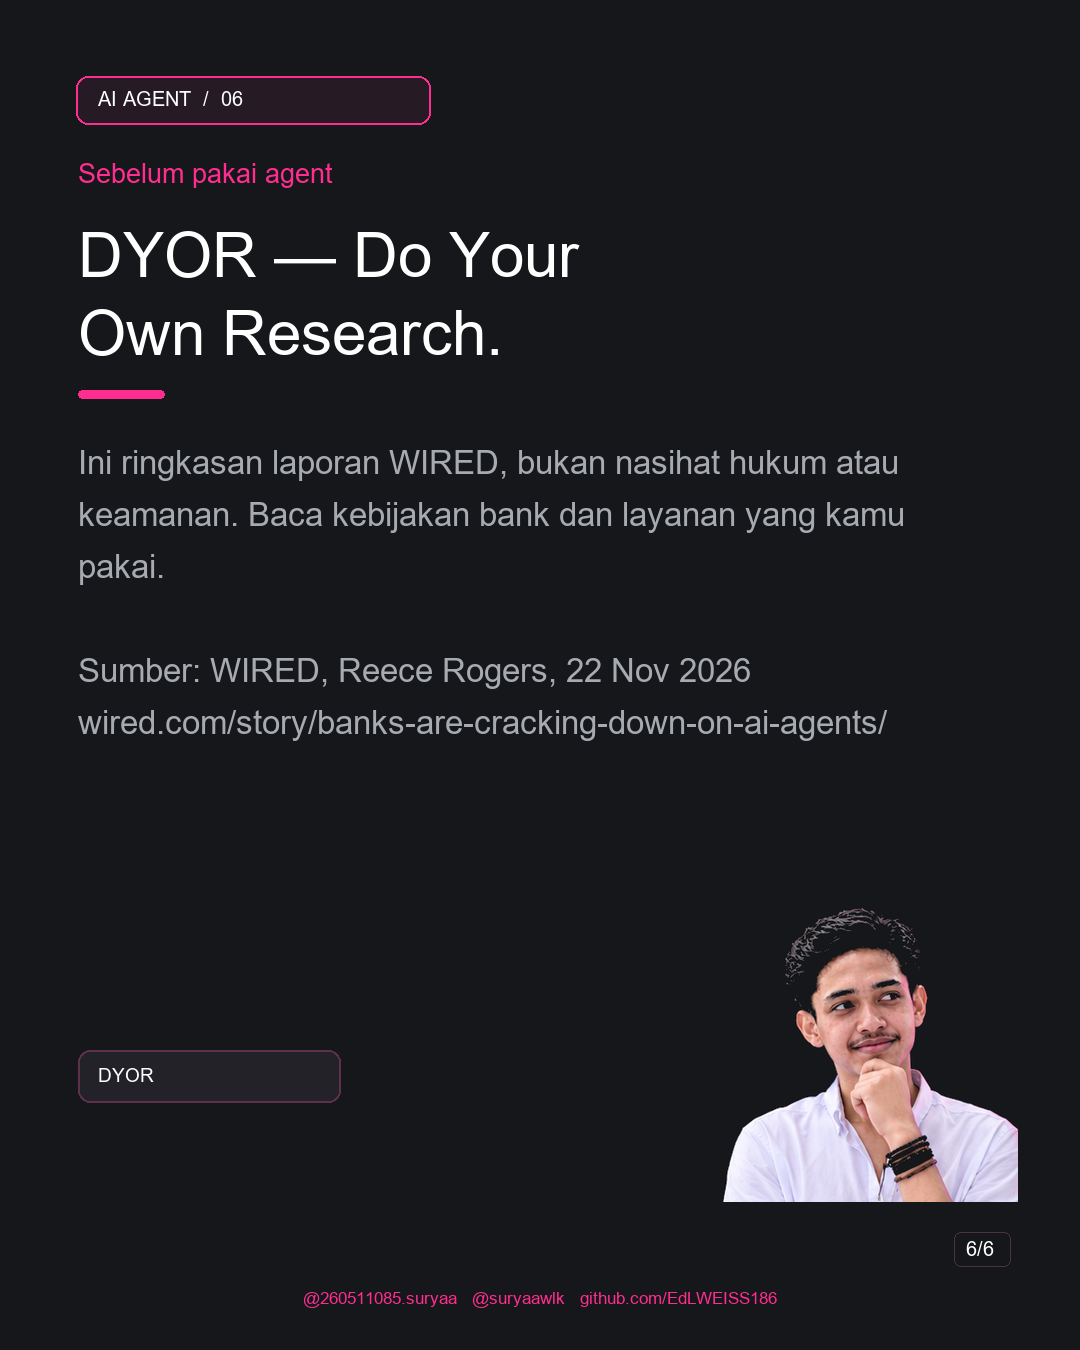 AI AGENT / 06
Sebelum pakai agent
DYOR — Do Your
Own Research.
Ini ringkasan laporan WIRED, bukan nasihat hukum atau
keamanan. Baca kebijakan bank dan layanan yang kamu
pakai.
Sumber: WIRED, Reece Rogers, 22 Nov 2026
wired.com/story/banks-are-cracking-down-on-ai-agents/
DYOR
6/6
@260511085.suryaa @suryaawlk github.com/EdLWEISS186